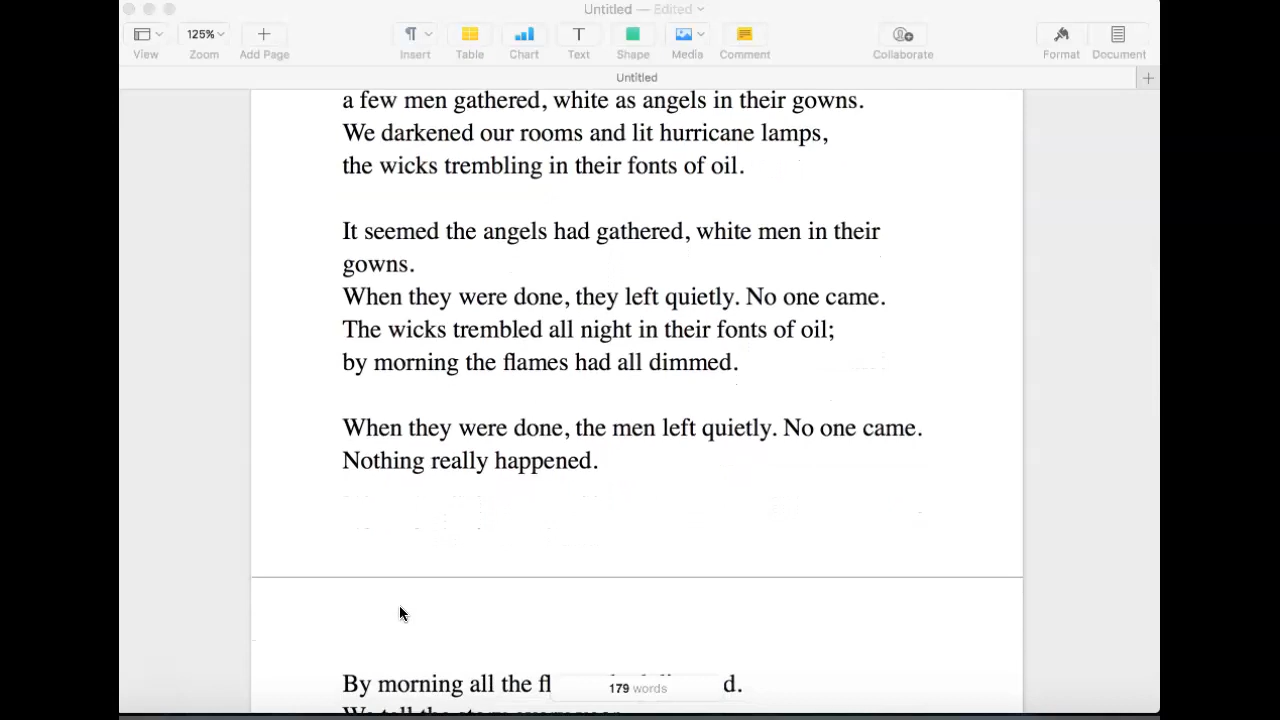 Untitled — Edited
125%
View Zoom Add Page Insert Table Chart Text Shape Media Comment Collaborate Format Document
Untitled
a few men gathered, white as angels in their gowns.
We darkened our rooms and lit hurricane lamps,
the wicks trembling in their fonts of oil.
It seemed the angels had gathered, white men in their
gowns.
When they were done, they left quietly. No one came.
The wicks trembled all night in their fonts of oil;
by morning the flames had all dimmed.
When they were done, the men left quietly. No one came.
Nothing really happened.
By morning all the
179 words